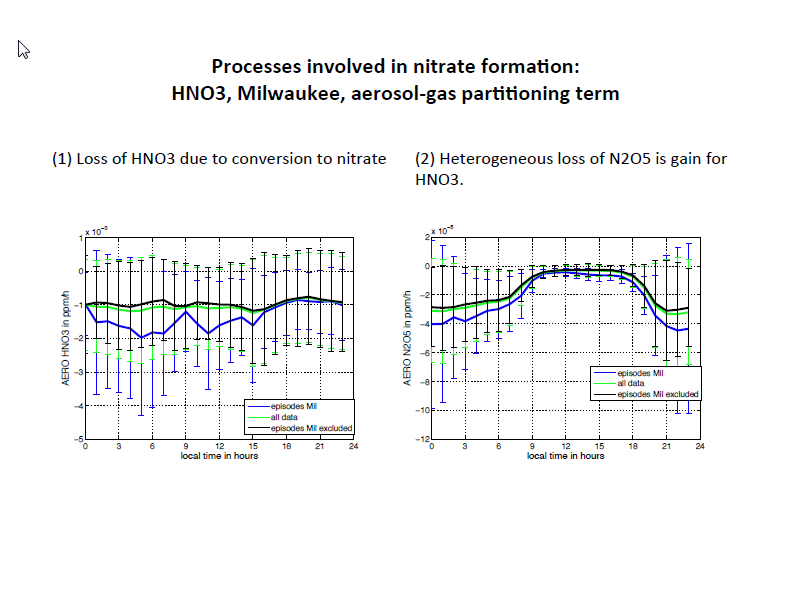 Processes involved in nitrate formation:
HNO3, Milwaukee, aerosol-gas partitioning term
(1) Loss of HNO3 due to conversion to nitrate
(2) Heterogeneous loss of N2O5 is gain for
HNO3.
x 10⁻³
1
0
−1
−2
−3
−4
−5
AERO HNO3 in ppm/h
0 3 6 9 12 15 18 21 24
local time in hours
episodes Mil
all data
episodes Mil excluded
x 10⁻⁵
2
0
−2
−4
−6
−8
−10
−12
AERO N2O5 in ppm/h
0 3 6 9 12 15 18 21 24
local time in hours
episodes Mil
all data
episodes Mil excluded